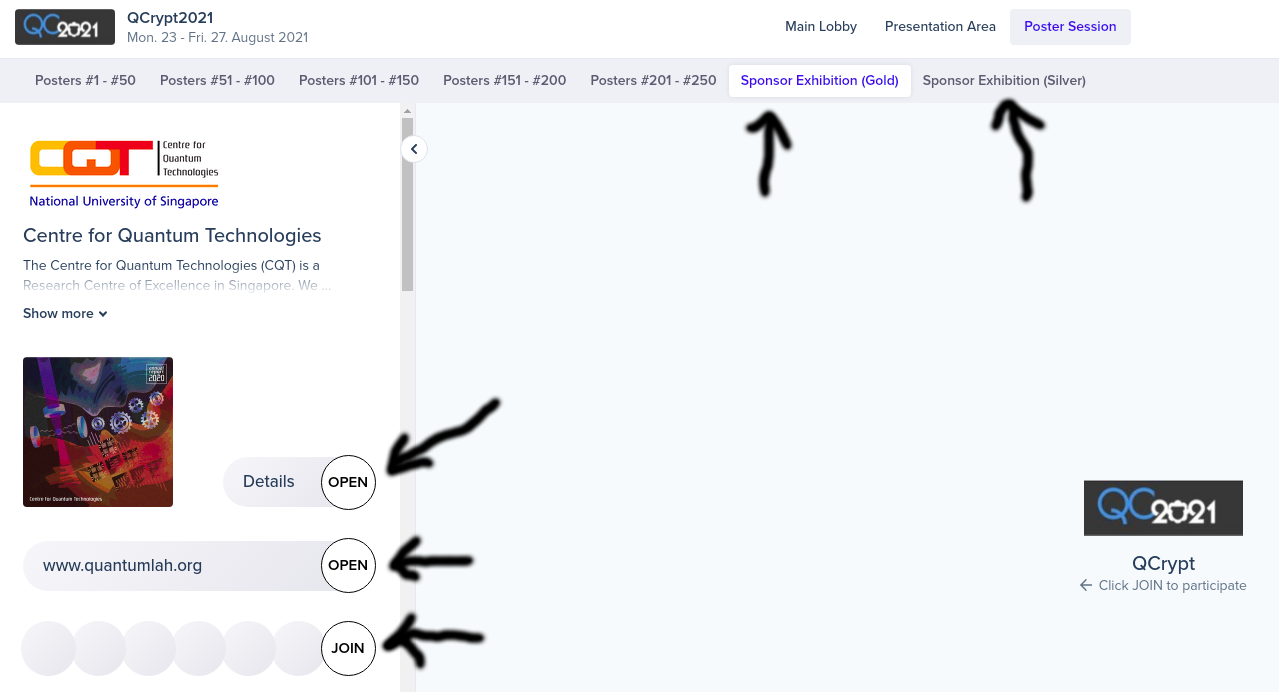 QC2021
QCrypt2021
Mon. 23 - Fri. 27. August 2021
Main Lobby
Presentation Area
Poster Session
Posters #1 - #50
Posters #51 - #100
Posters #101 - #150
Posters #151 - #200
Posters #201 - #250
Sponsor Exhibition (Gold)
Sponsor Exhibition (Silver)
CQT
Centre for
Quantum
Technologies
National University of Singapore
Centre for Quantum Technologies
The Centre for Quantum Technologies (CQT) is a
Research Centre of Excellence in Singapore. We ...
Show more
annual
report
2020
Centre for Quantum Technologies
Details
OPEN
www.quantumlah.org
OPEN
JOIN
QC2021
QCrypt
← Click JOIN to participate